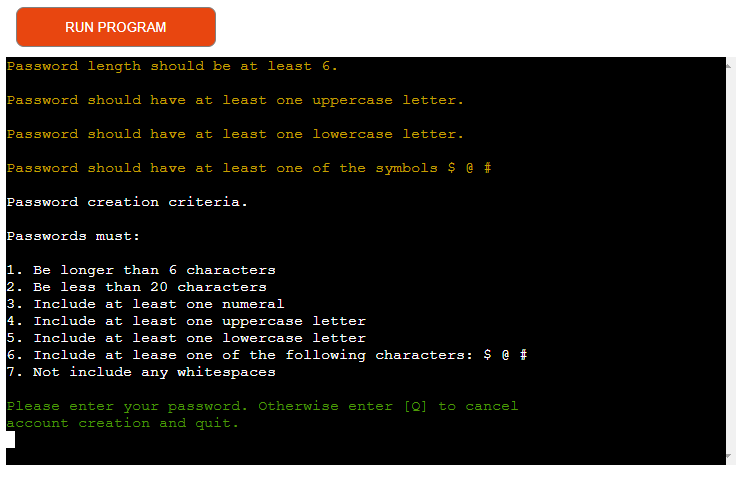 RUN PROGRAM
Password length should be at least 6.
Password should have at least one uppercase letter.
Password should have at least one lowercase letter.
Password should have at least one of the symbols $ @ #
Password creation criteria.
Passwords must:
1. Be longer than 6 characters
2. Be less than 20 characters
3. Include at least one numeral
4. Include at least one uppercase letter
5. Include at least one lowercase letter
6. Include at lease one of the following characters: $ @ #
7. Not include any whitespaces
Please enter your password. Otherwise enter [Q] to cancel
account creation and quit.